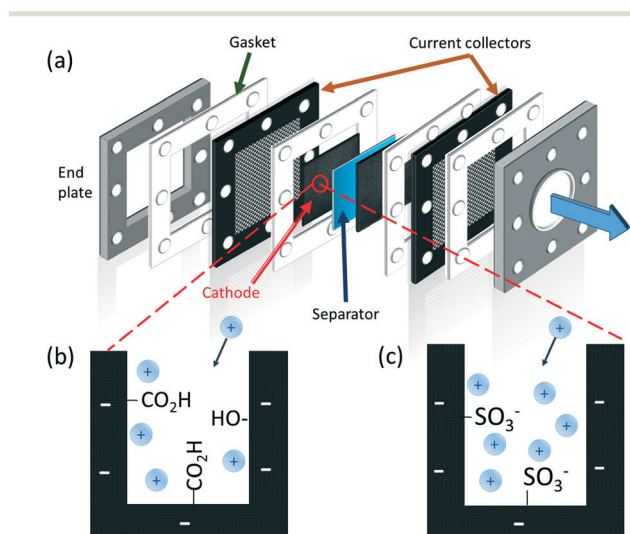 (a)
Gasket
Current collectors
End
plate
Cathode
Separator
(b)
+
+
CO₂H
HO-
+
+
CO₂H
+
(c)
+
+
+
SO₃⁻
+
+
+
SO₃⁻
+